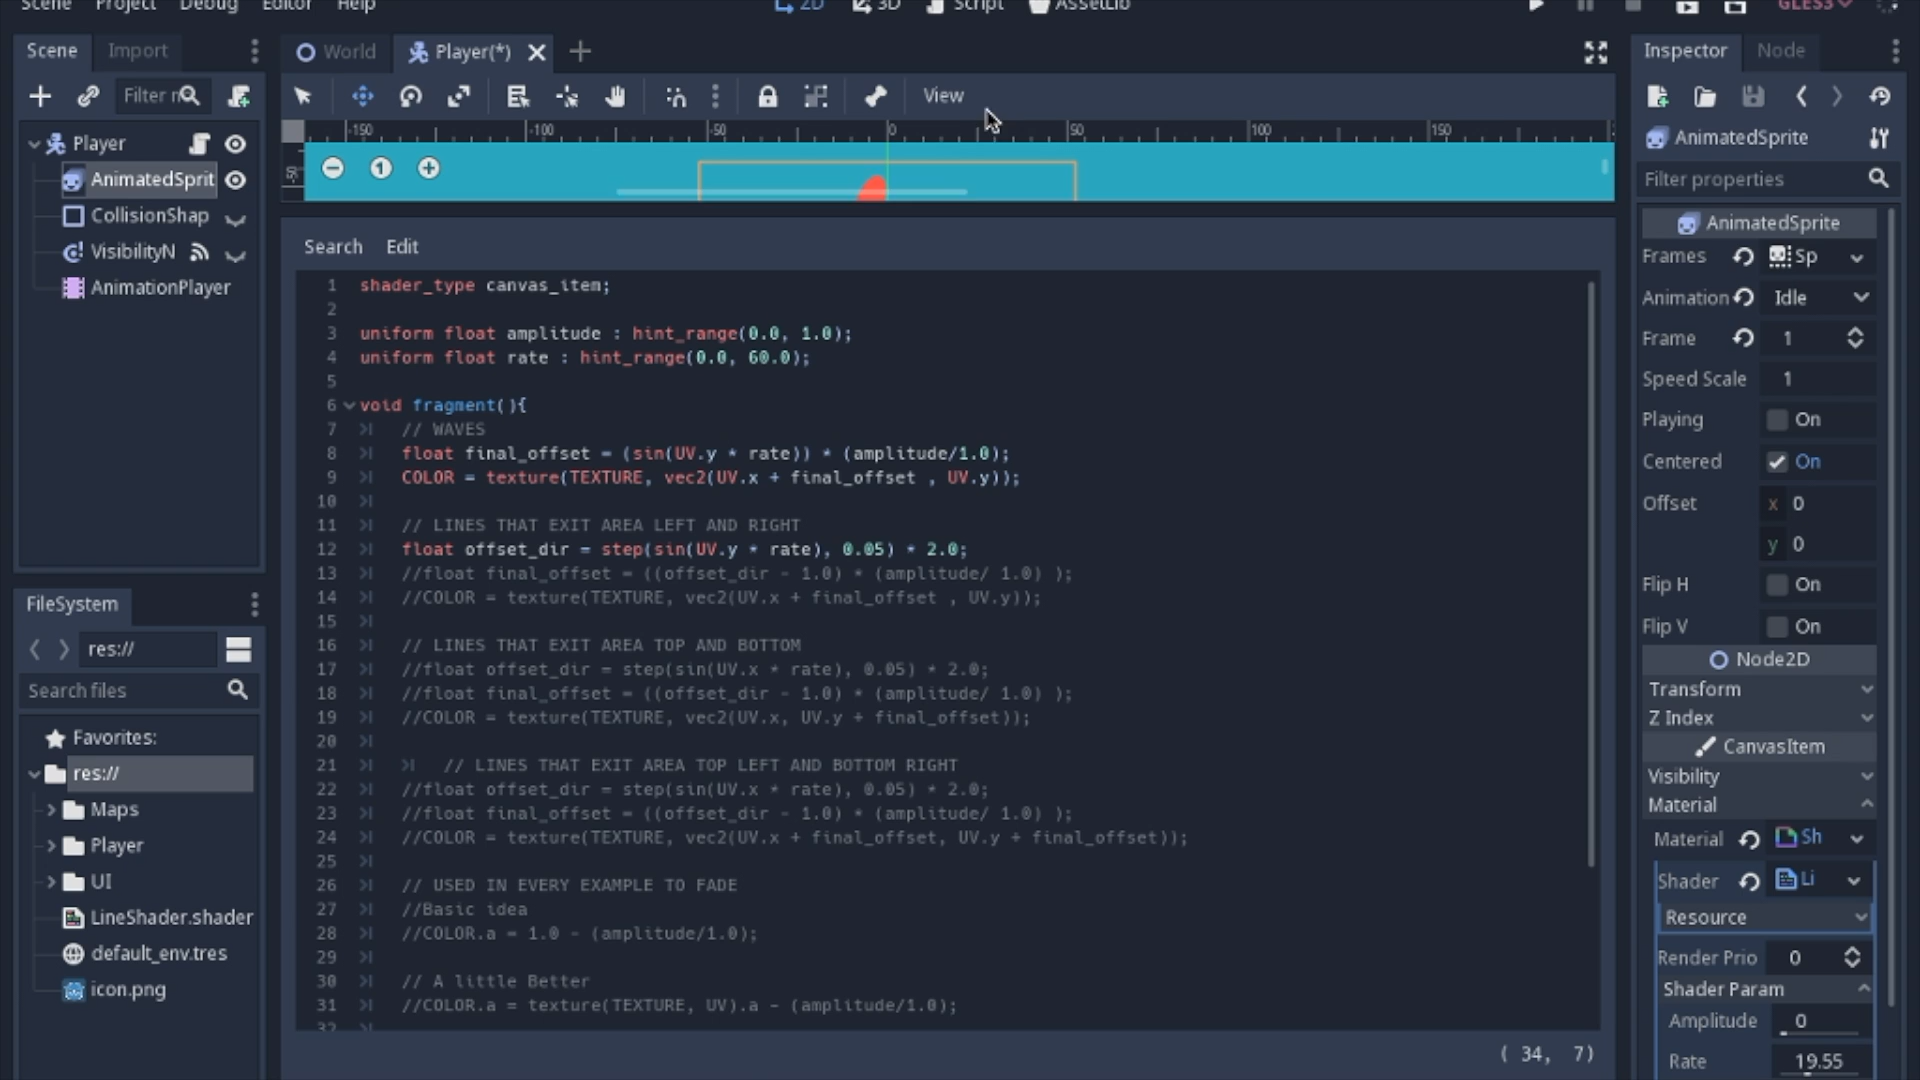 Scene Project Debug Editor Help
2D 3D Script AssetLib
GLES3
Scene Import
Filter n
Player
AnimatedSprit
CollisionShap
VisibilityN
AnimationPlayer
FileSystem
res://
Search files
Favorites:
res://
Maps
Player
UI
LineShader.shader
default_env.tres
icon.png
World Player(*)
View
-150 -100 -50 0 50 100 150
Search Edit
1 shader_type canvas_item;
2
3 uniform float amplitude : hint_range(0.0, 1.0);
4 uniform float rate : hint_range(0.0, 60.0);
5
6 void fragment(){
7 // WAVES
8 float final_offset = (sin(UV.y * rate)) * (amplitude/1.0);
9 COLOR = texture(TEXTURE, vec2(UV.x + final_offset , UV.y));
10
11 // LINES THAT EXIT AREA LEFT AND RIGHT
12 float offset_dir = step(sin(UV.y * rate), 0.05) * 2.0;
13 //float final_offset = ((offset_dir - 1.0) * (amplitude/ 1.0) );
14 //COLOR = texture(TEXTURE, vec2(UV.x + final_offset , UV.y));
15
16 // LINES THAT EXIT AREA TOP AND BOTTOM
17 //float offset_dir = step(sin(UV.x * rate), 0.05) * 2.0;
18 //float final_offset = ((offset_dir - 1.0) * (amplitude/ 1.0) );
19 //COLOR = texture(TEXTURE, vec2(UV.x, UV.y + final_offset));
20
21 // LINES THAT EXIT AREA TOP LEFT AND BOTTOM RIGHT
22 //float offset_dir = step(sin(UV.x * rate), 0.05) * 2.0;
23 //float final_offset = ((offset_dir - 1.0) * (amplitude/ 1.0) );
24 //COLOR = texture(TEXTURE, vec2(UV.x + final_offset, UV.y + final_offset));
25
26 // USED IN EVERY EXAMPLE TO FADE
27 //Basic idea
28 //COLOR.a = 1.0 - (amplitude/1.0);
29
30 // A little Better
31 //COLOR.a = texture(TEXTURE, UV).a - (amplitude/1.0);
32
( 34, 7)
Inspector Node
AnimatedSprite
Filter properties
AnimatedSprite
Frames Sp
Animation Idle
Frame 1
Speed Scale 1
Playing On
Centered On
Offset x 0
y 0
Flip H On
Flip V On
Node2D
Transform
Z Index
CanvasItem
Visibility
Material
Material Sh
Shader Li
Resource
Render Prio 0
Shader Param
Amplitude 0
Rate 19.55